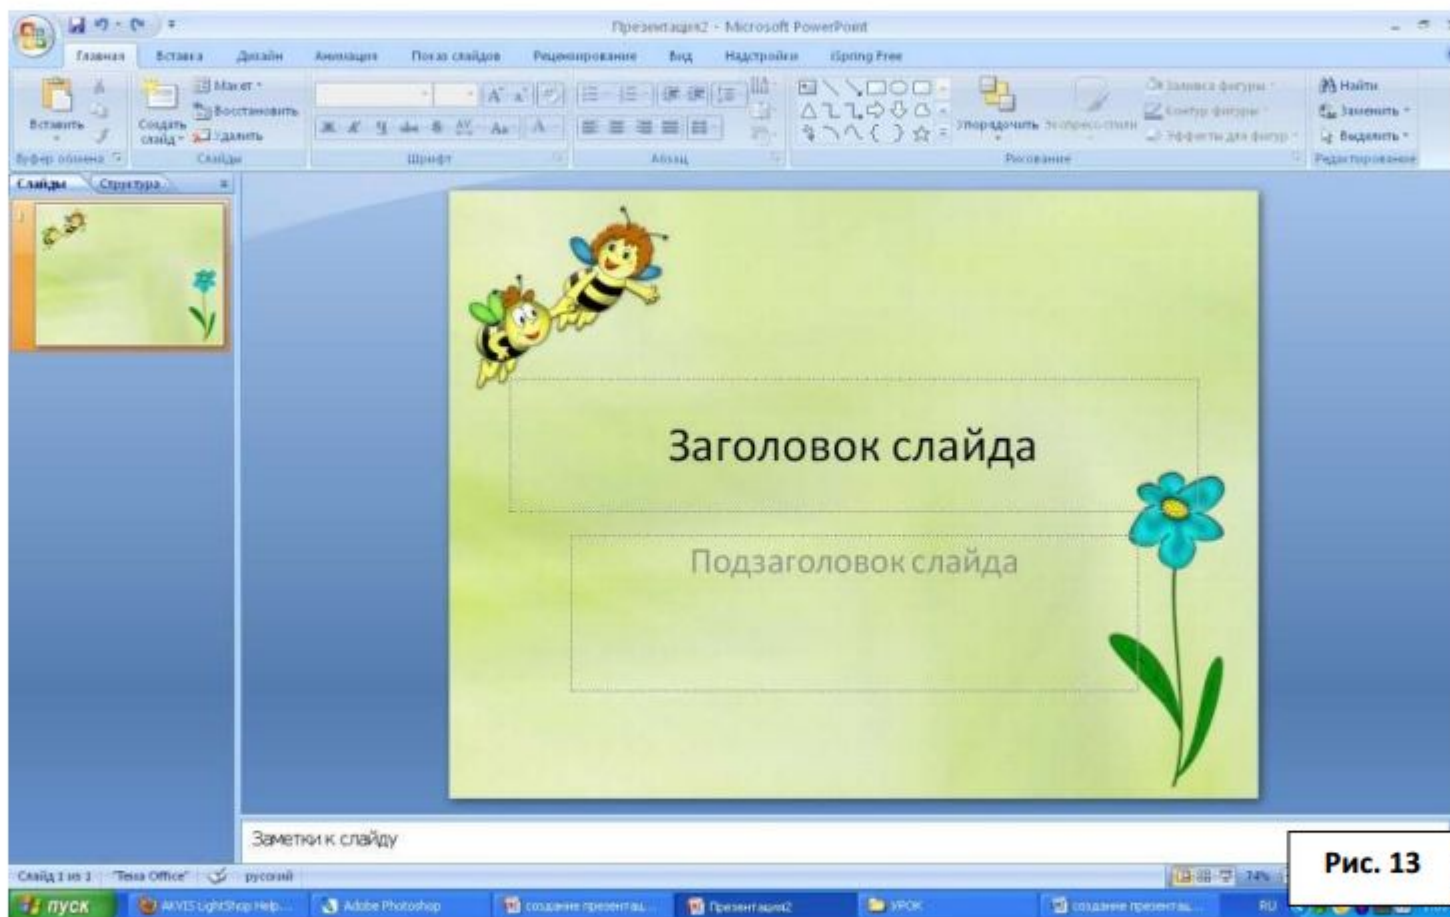 Презентация2 - Microsoft PowerPoint
Главная Вставка Дизайн Анимация Показ слайдов Рецензирование Вид Надстройки iSpring Free
Вставить
Создать слайд
Макет
Восстановить
Удалить
Упорядочить
Экспресс-стили
Заливка фигуры
Контур фигуры
Эффекты для фигур
Найти
Заменить
Выделить
Буфер обмена Слайды Шрифт Абзац Рисование Редактирование
Слайды Структура
1
Заголовок слайда
Подзаголовок слайда
Заметки к слайду
Слайд 1 из 1 "Тема Office" русский 74%
Рис. 13
пуск AKVIS LightShop Help... Adobe Photoshop создание презентац... Презентация2 УРОК создание презентац... RU